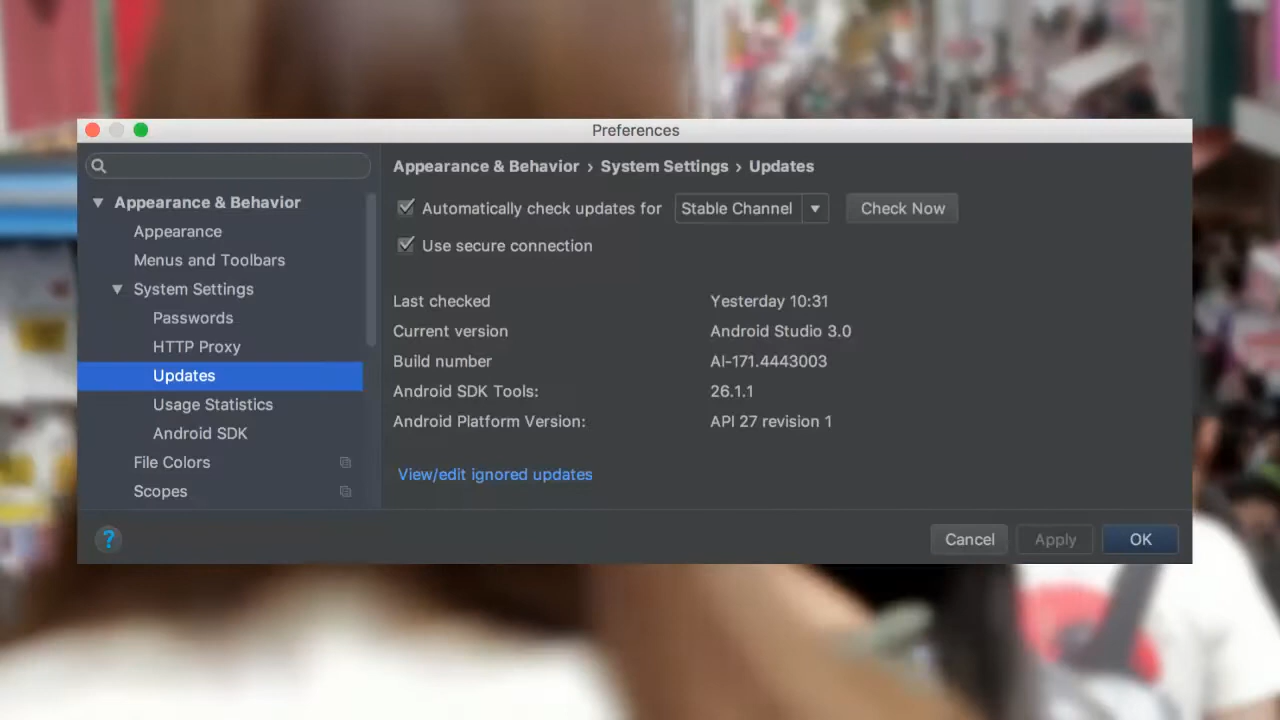 Preferences
Appearance & Behavior › System Settings › Updates
Appearance & Behavior
Appearance
Menus and Toolbars
System Settings
Passwords
HTTP Proxy
Updates
Usage Statistics
Android SDK
File Colors
Scopes
Automatically check updates for Stable Channel Check Now
Use secure connection
Last checked Yesterday 10:31
Current version Android Studio 3.0
Build number AI-171.4443003
Android SDK Tools: 26.1.1
Android Platform Version: API 27 revision 1
View/edit ignored updates
? Cancel Apply OK